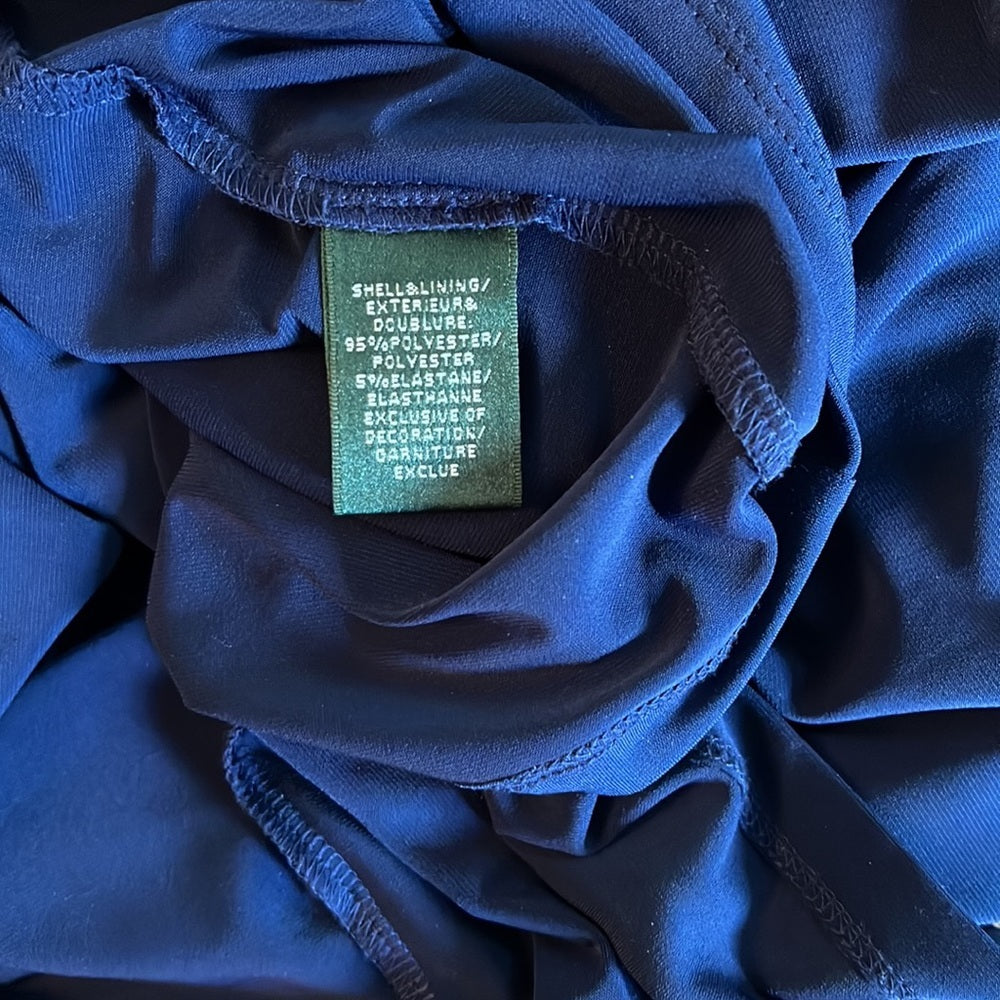 SHELL&LINING/
EXTERIEUR&
DOUBLURE:
95%POLYESTER/
POLYESTER
5%ELASTANE/
ELASTHANNE
EXCLUSIVE OF
DECORATION/
GARNITURE
EXCLUE